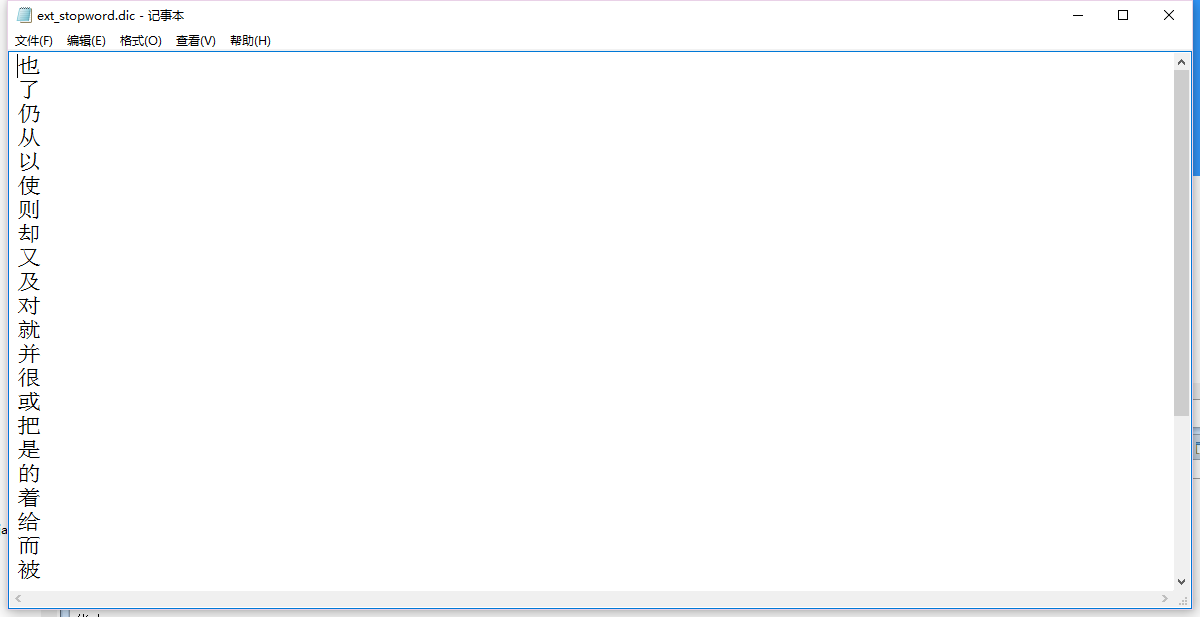 ext_stopword.dic - 记事本
文件(F) 编辑(E) 格式(O) 查看(V) 帮助(H)
也
了
仍
从
以
使
则
却
又
及
对
就
并
很
或
把
是
的
着
给
而
被